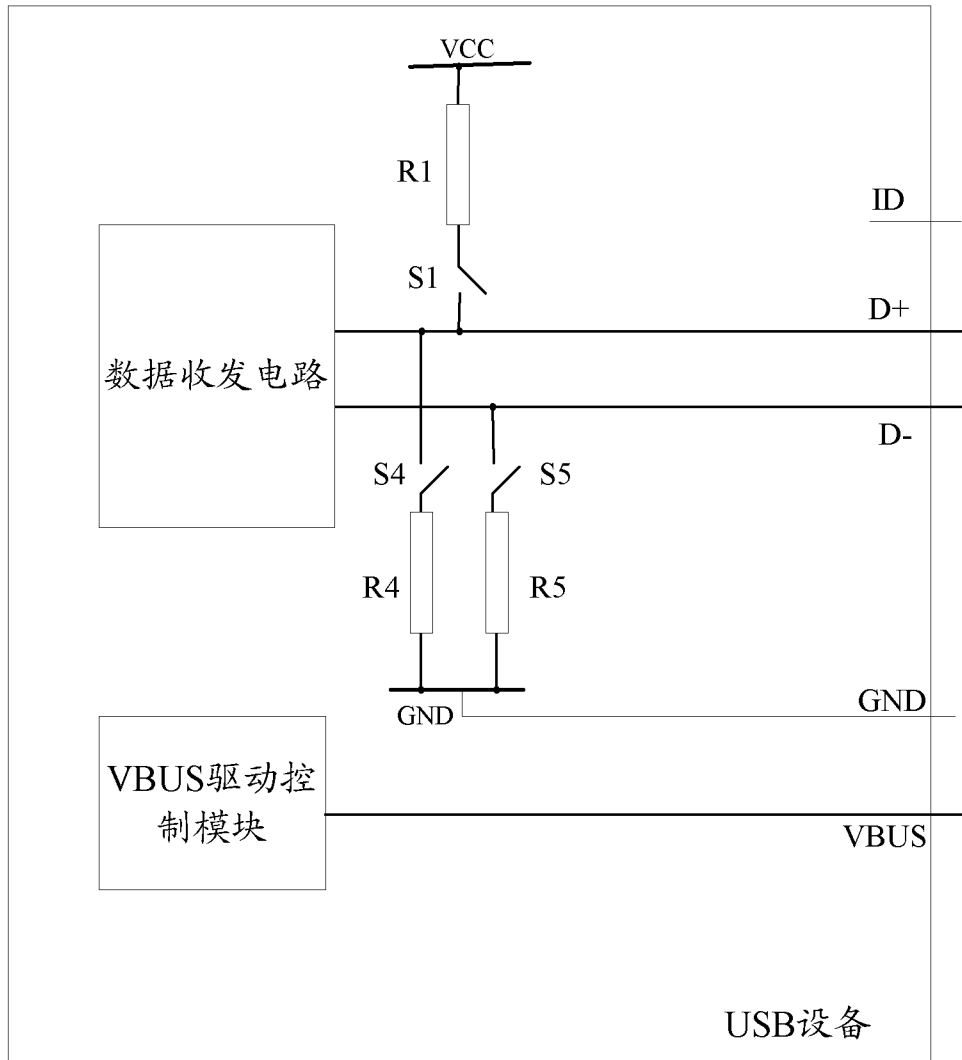 VCC
R1
ID
S1
D+
数据收发电路
D-
S4
S5
R4
R5
GND
GND
VBUS驱动控
制模块
VBUS
USB设备